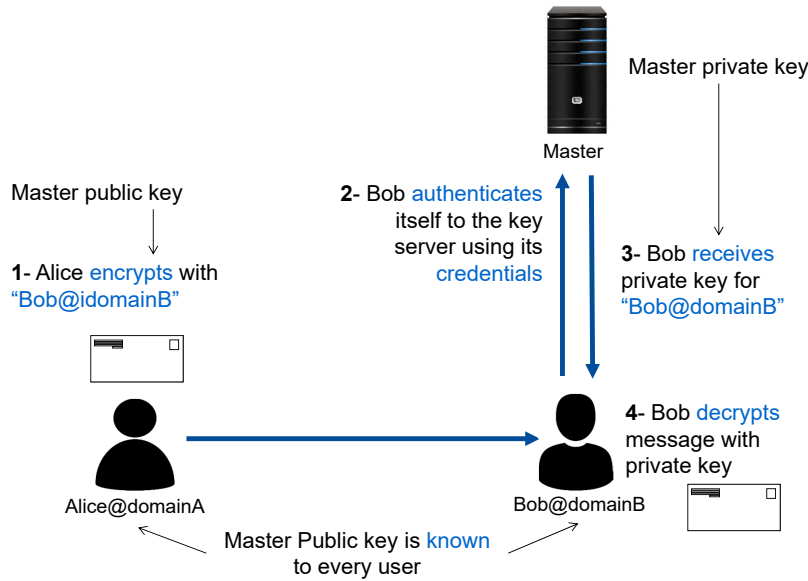 Master private key
Master
Master public key
2- Bob authenticates
itself to the key
server using its
credentials
1- Alice encrypts with
“Bob@idomainB”
3- Bob receives
private key for
“Bob@domainB”
4- Bob decrypts
message with
private key
Alice@domainA
Bob@domainB
Master Public key is known
to every user